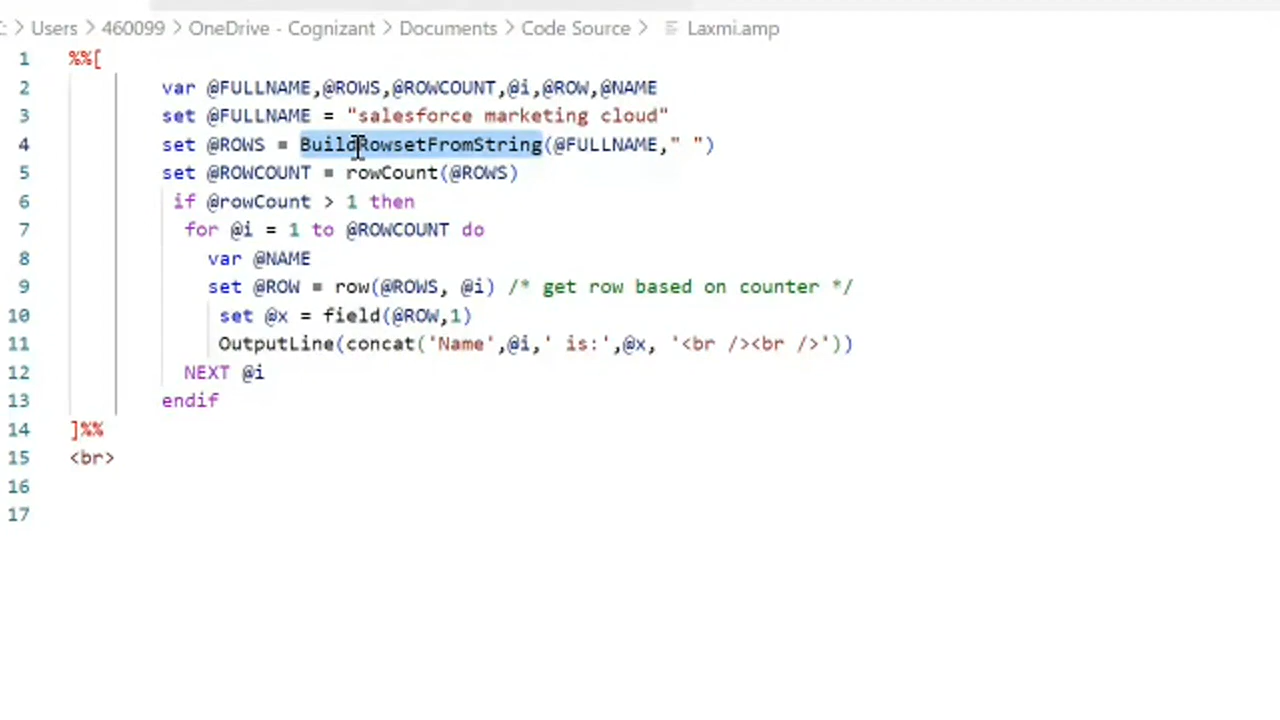 : > Users > 460099 > OneDrive - Cognizant > Documents > Code Source > Laxmi.amp
1 %%[
2 var @FULLNAME,@ROWS,@ROWCOUNT,@i,@ROW,@NAME
3 set @FULLNAME = "salesforce marketing cloud"
4 set @ROWS = BuildRowsetFromString(@FULLNAME," ")
5 set @ROWCOUNT = rowCount(@ROWS)
6 if @rowCount > 1 then
7 for @i = 1 to @ROWCOUNT do
8 var @NAME
9 set @ROW = row(@ROWS, @i) /* get row based on counter */
10 set @x = field(@ROW,1)
11 OutputLine(concat('Name',@i,' is:',@x, '<br /><br />'))
12 NEXT @i
13 endif
14 ]%%
15 <br>
16
17